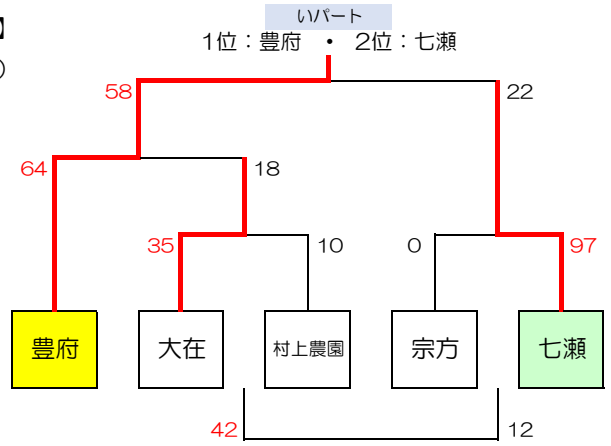 いパート
】
1位：豊府　・　2位：七瀬
）
58 22
64 18
35 10 0 97
豊府 大在 村上農園 宗方 七瀬
42 12